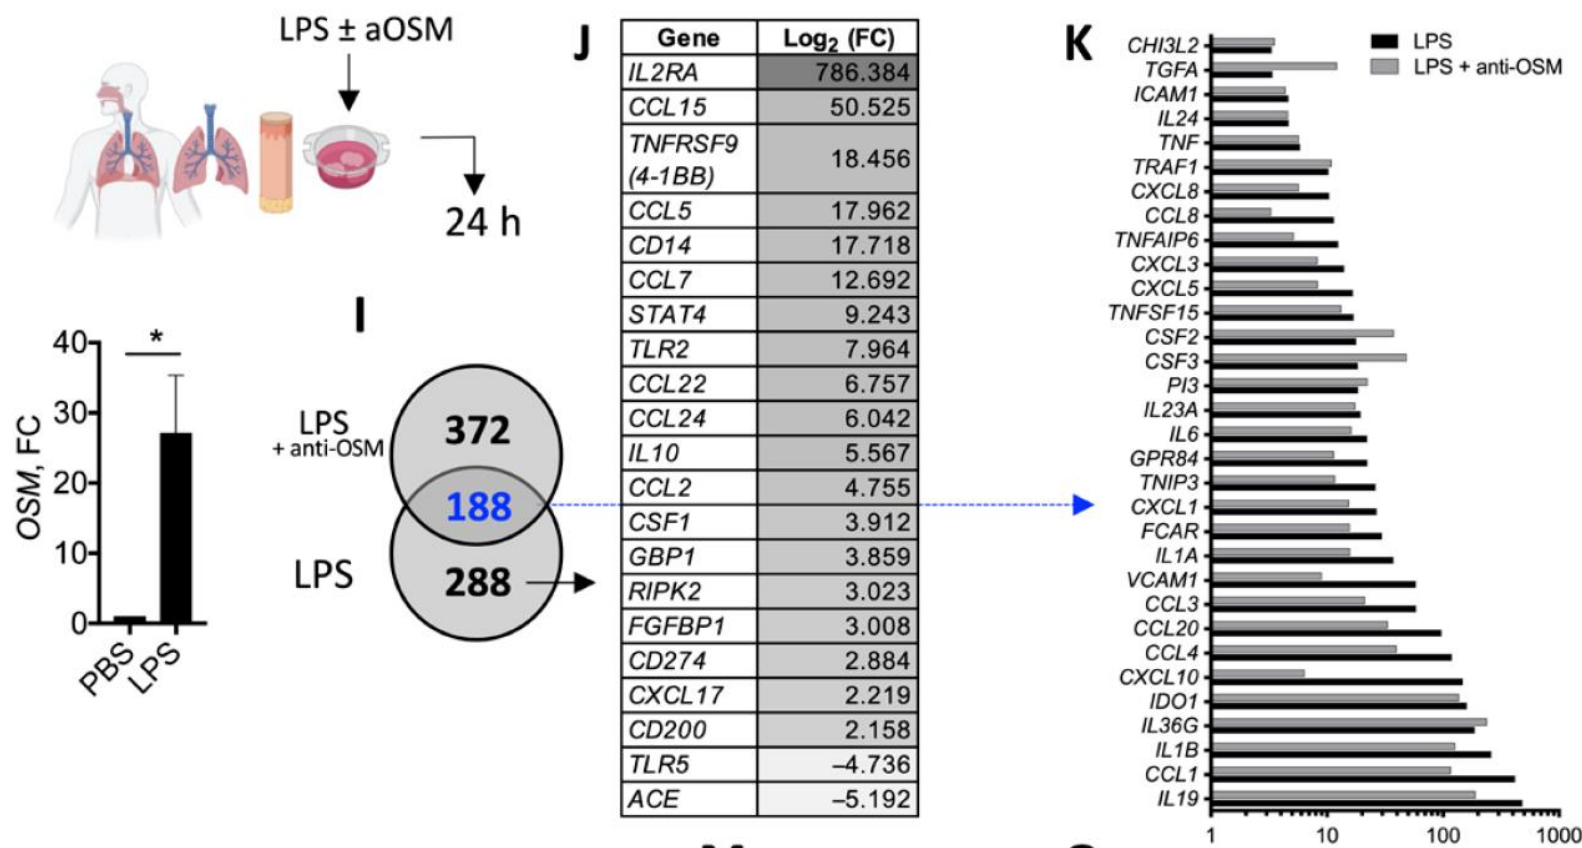 LPS ± aOSM
24 h
40
30
20
10
0
OSM, FC
*
PBS
LPS
I
LPS
+ anti-OSM
372
188
LPS
288
J
Gene Log2 (FC)
IL2RA 786.384
CCL15 50.525
TNFRSF9
(4-1BB) 18.456
CCL5 17.962
CD14 17.718
CCL7 12.692
STAT4 9.243
TLR2 7.964
CCL22 6.757
CCL24 6.042
IL10 5.567
CCL2 4.755
CSF1 3.912
GBP1 3.859
RIPK2 3.023
FGFBP1 3.008
CD274 2.884
CXCL17 2.219
CD200 2.158
TLR5 –4.736
ACE –5.192
K
LPS
LPS + anti-OSM
CHI3L2
TGFA
ICAM1
IL24
TNF
TRAF1
CXCL8
CCL8
TNFAIP6
CXCL3
CXCL5
TNFSF15
CSF2
CSF3
PI3
IL23A
IL6
GPR84
TNIP3
CXCL1
FCAR
IL1A
VCAM1
CCL3
CCL20
CCL4
CXCL10
IDO1
IL36G
IL1B
CCL1
IL19
1 10 100 1000